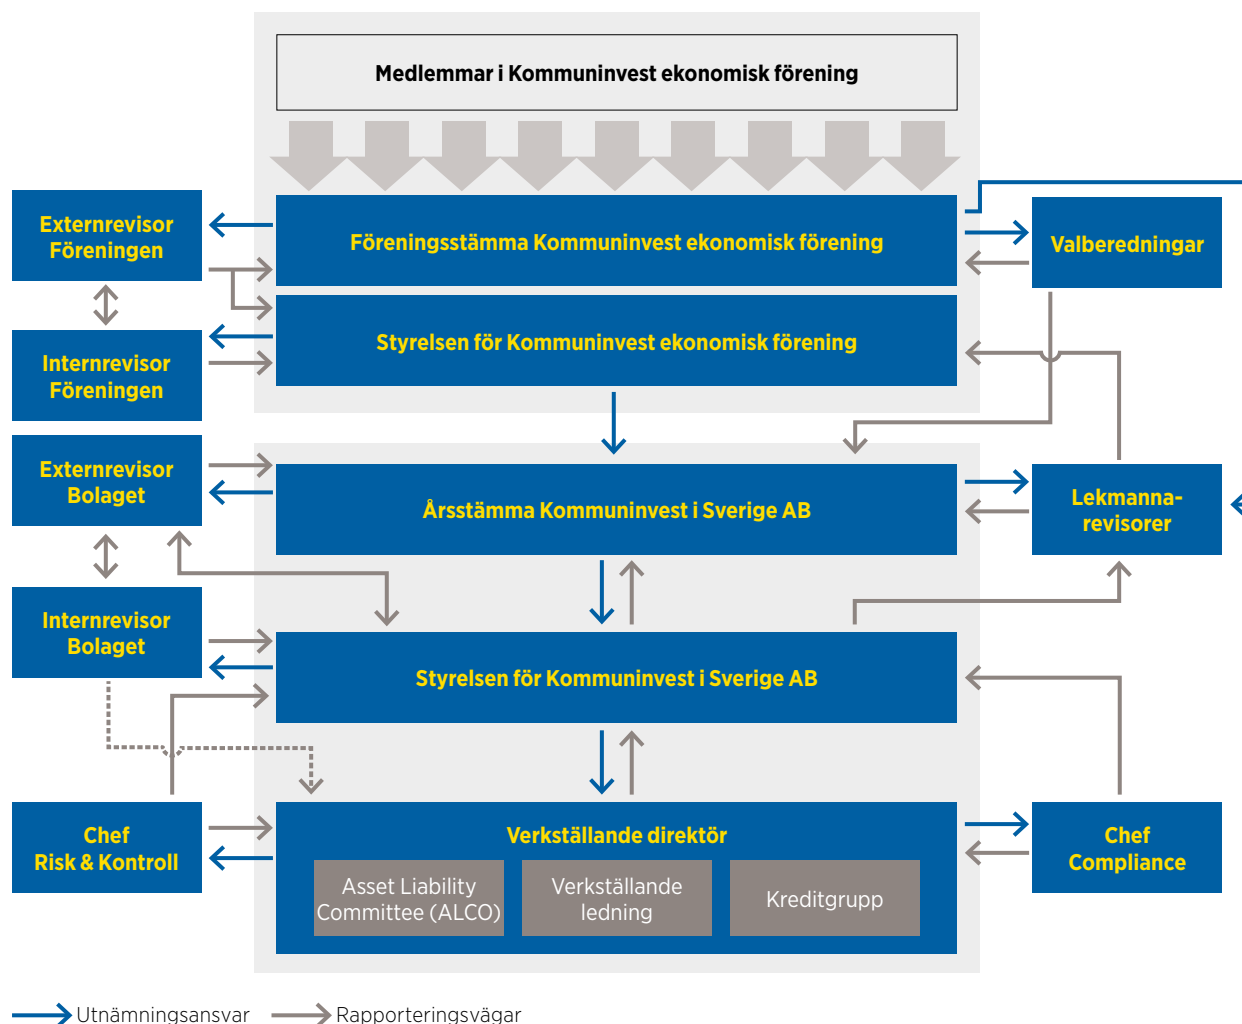 Medlemmar i Kommuninvest ekonomisk förening
Externrevisor
Föreningen
Föreningsstämma Kommuninvest ekonomisk förening
Valberedningar
Styrelsen för Kommuninvest ekonomisk förening
Internrevisor
Föreningen
Externrevisor
Bolaget
Årsstämma Kommuninvest i Sverige AB
Lekmanna-
revisorer
Internrevisor
Bolaget
Styrelsen för Kommuninvest i Sverige AB
Chef
Risk & Kontroll
Verkställande direktör
Chef
Compliance
Asset Liability
Committee (ALCO)
Verkställande
ledning
Kreditgrupp
Utnämningsansvar
Rapporteringsvägar